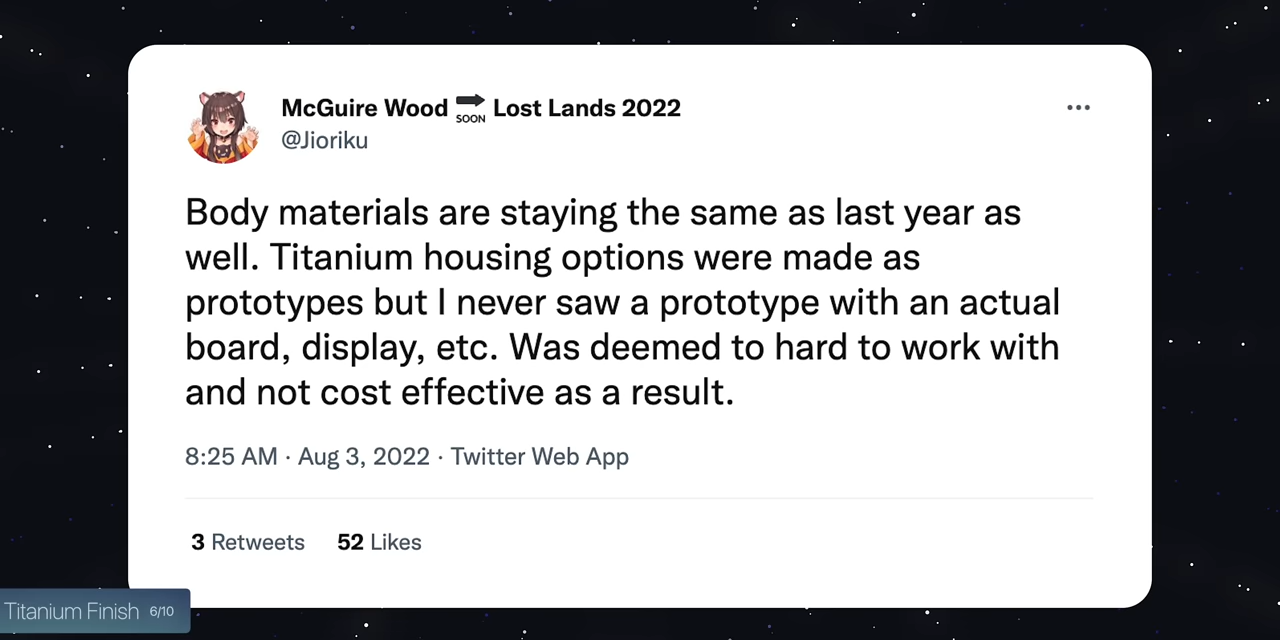 McGuire Wood SOON Lost Lands 2022
@Jioriku
Body materials are staying the same as last year as
well. Titanium housing options were made as
prototypes but I never saw a prototype with an actual
board, display, etc. Was deemed to hard to work with
and not cost effective as a result.
8:25 AM · Aug 3, 2022 · Twitter Web App
3 Retweets 52 Likes
Titanium Finish 6/10